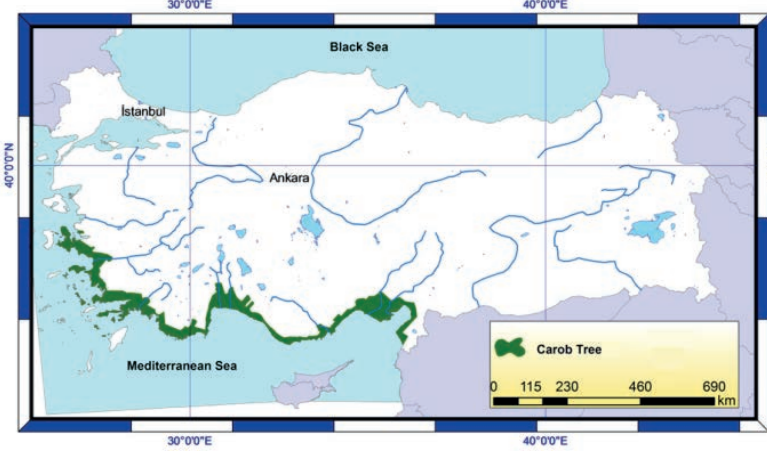 30°0'0"E 40°0'0"E
Black Sea
İstanbul
40°0'0"N
Ankara
Mediterranean Sea
Carob Tree
0 115 230 460 690
km
30°0'0"E 40°0'0"E